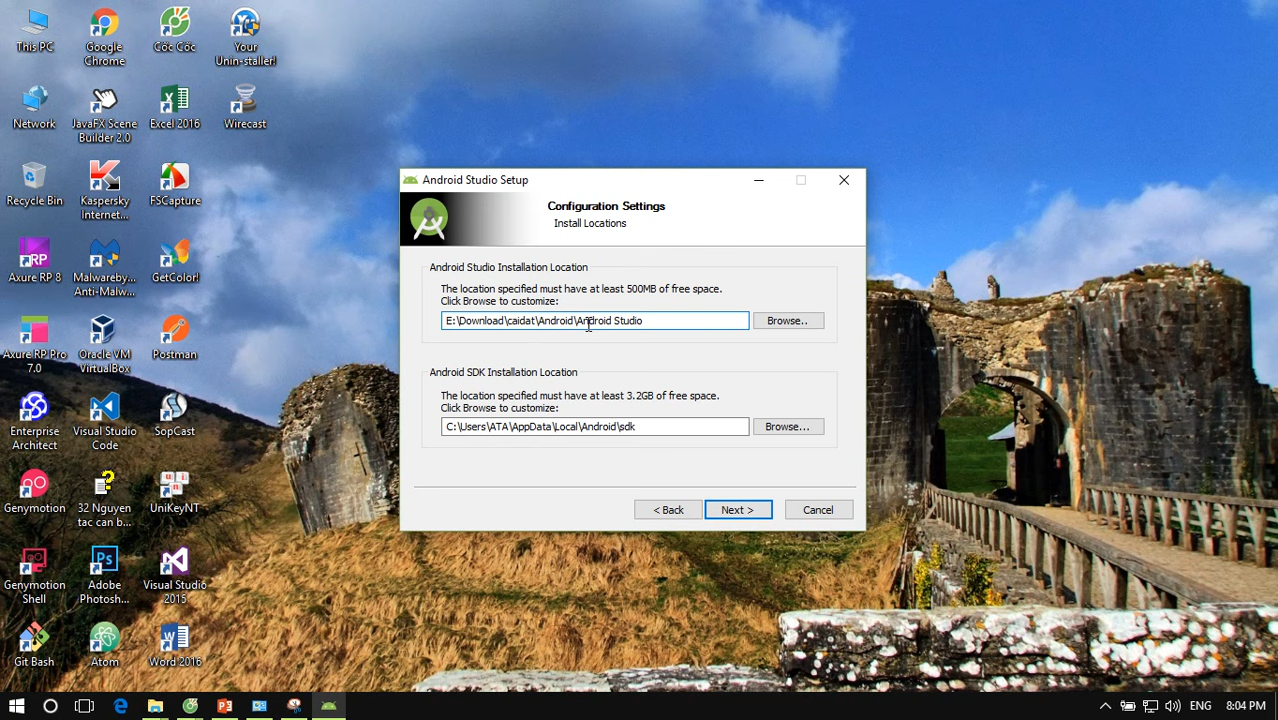 This PC
Google
Chrome
Cốc Cốc
Your
Unin-staller!
Network
JavaFX Scene
Builder 2.0
Excel 2016
Wirecast
Recycle Bin
Kaspersky
Internet...
FSCapture
Axure RP 8
Malwareby...
Anti-Malw...
GetColor!
Axure RP Pro
7.0
Oracle VM
VirtualBox
Postman
Enterprise
Architect
Visual Studio
Code
SopCast
Genymotion
32 Nguyen
tac can b...
UniKeyNT
Genymotion
Shell
Adobe
Photosh...
Visual Studio
2015
Git Bash
Atom
Word 2016
Android Studio Setup
Configuration Settings
Install Locations
Android Studio Installation Location
The location specified must have at least 500MB of free space.
Click Browse to customize:
E:\Download\caidat\Android\Android Studio
Browse..
Android SDK Installation Location
The location specified must have at least 3.2GB of free space.
Click Browse to customize:
C:\Users\ATA\AppData\Local\Android\sdk
Browse...
< Back
Next >
Cancel
ENG
8:04 PM